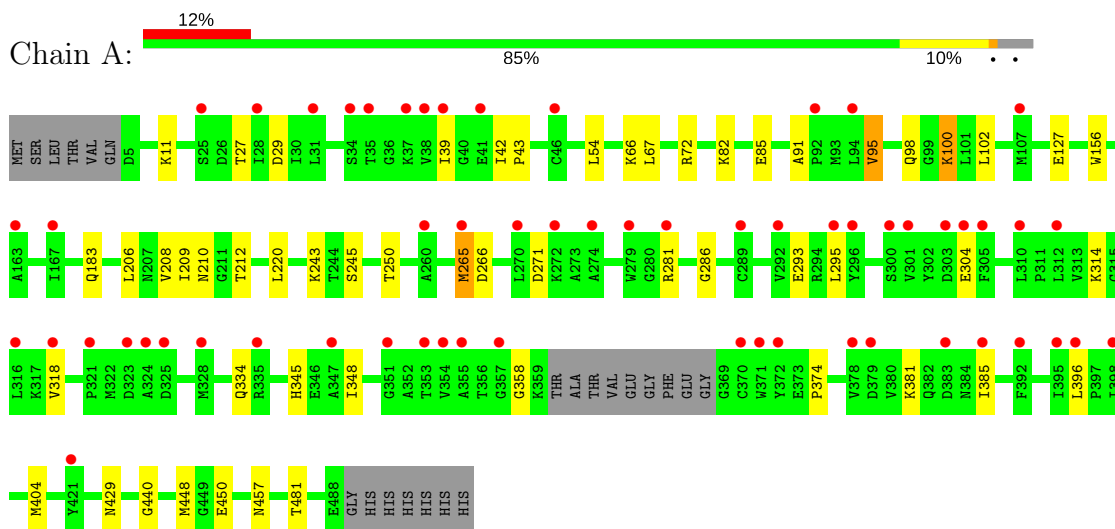 12%
Chain A:
85% 10% • •
MET SER LEU THR VAL GLN D5 K11 S25 D26 T27 I28 D29 I30 L31 S34 T35 G36 K37 V38 I39 G40 E41 I42 P43 C46 L54 K66 L67 R72 K82 E85 A91 P92 M93 L94 V95 Q98 G99 K100 L101 L102 M107 E127 W156
A163 I167 Q183 L206 N207 V208 I209 N210 G211 T212 L220 K243 T244 S245 T250 A260 M265 D266 L270 D271 K272 A273 A274 W279 G280 R281 G286 C289 V292 E293 R294 L295 Y296 S300 V301 Y302 D303 E304 F305 L310 P311 L312 V313 K314 G315
L316 K317 V318 P321 M322 D323 A324 D325 M328 Q334 R335 H345 E346 A347 I348 G351 A352 T353 V354 A355 T356 G357 G358 K359 THR ALA THR VAL GLU GLY PHE GLU GLY G369 C370 W371 Y372 E373 P374 V378 D379 V380 K381 Q382 D383 N384 I385 F392 I395 L396 P397 I398
M404 Y421 N429 G440 M448 G449 E450 N457 T481 E488 GLY HIS HIS HIS HIS HIS HIS